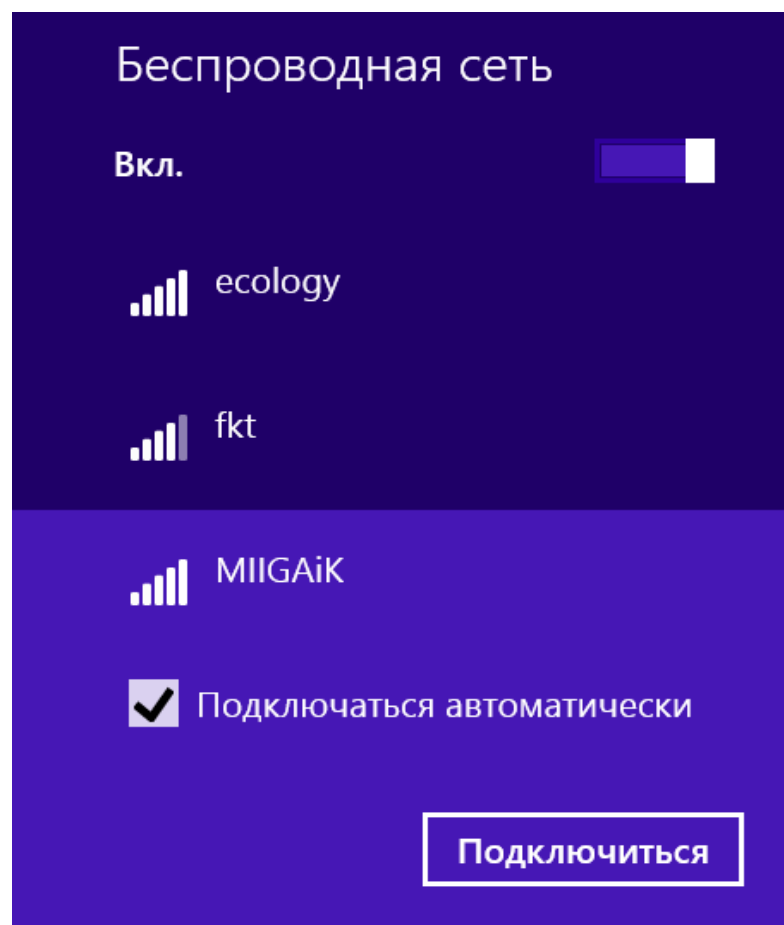 Беспроводная сеть
Вкл.
ecology
fkt
MIIGAiK
Подключаться автоматически
Подключиться